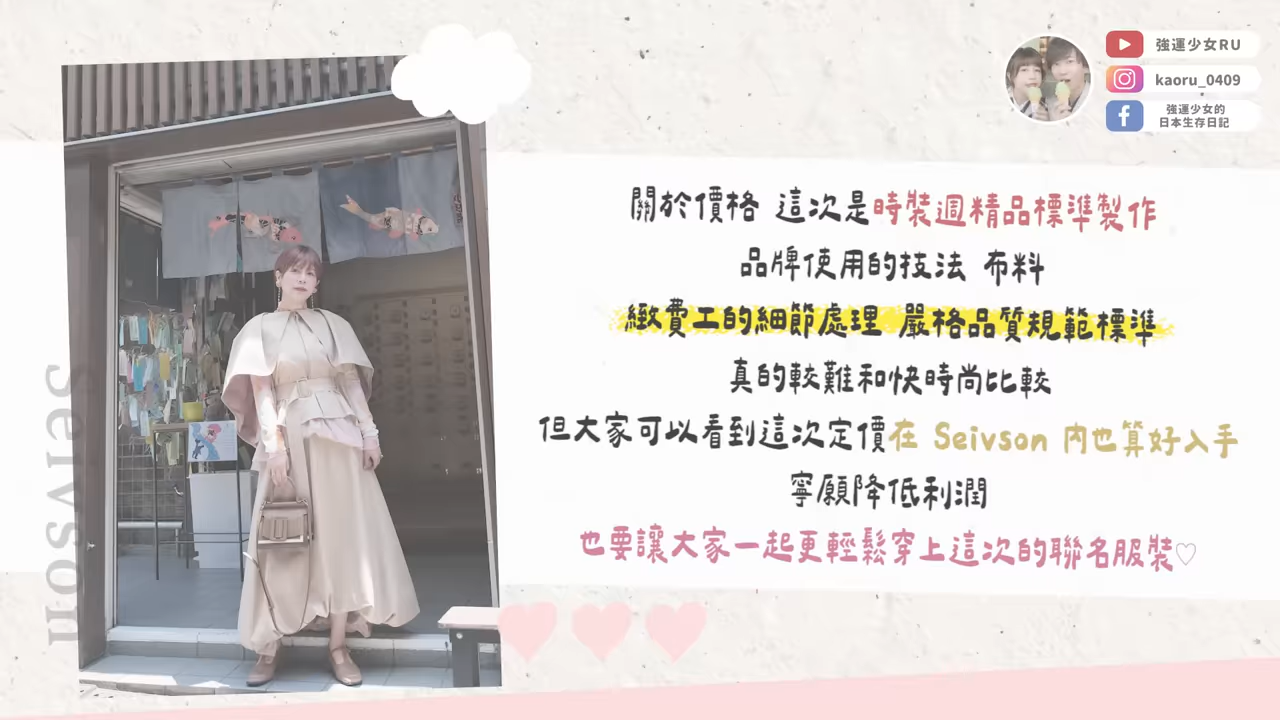 強運少女RU
kaoru_0409
強運少女的
日本生存日記
關於價格 這次是時裝週精品標準製作
品牌使用的技法 布料
緻費工的細節處理 嚴格品質規範標準
真的較難和快時尚比較
但大家可以看到這次定價在 Seivson 內也算好入手
寧願降低利潤
也要讓大家一起更輕鬆穿上這次的聯名服裝♡
Seivson